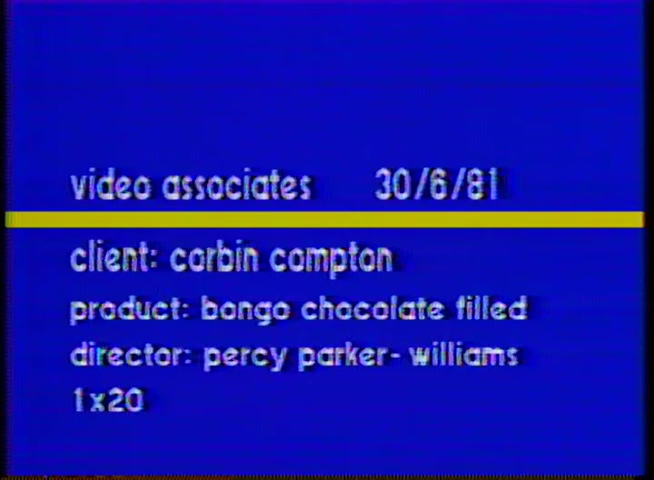 video associates 30/6/81
client: corbin compton
product: bongo chocolate filled
director: percy parker-williams
1x20